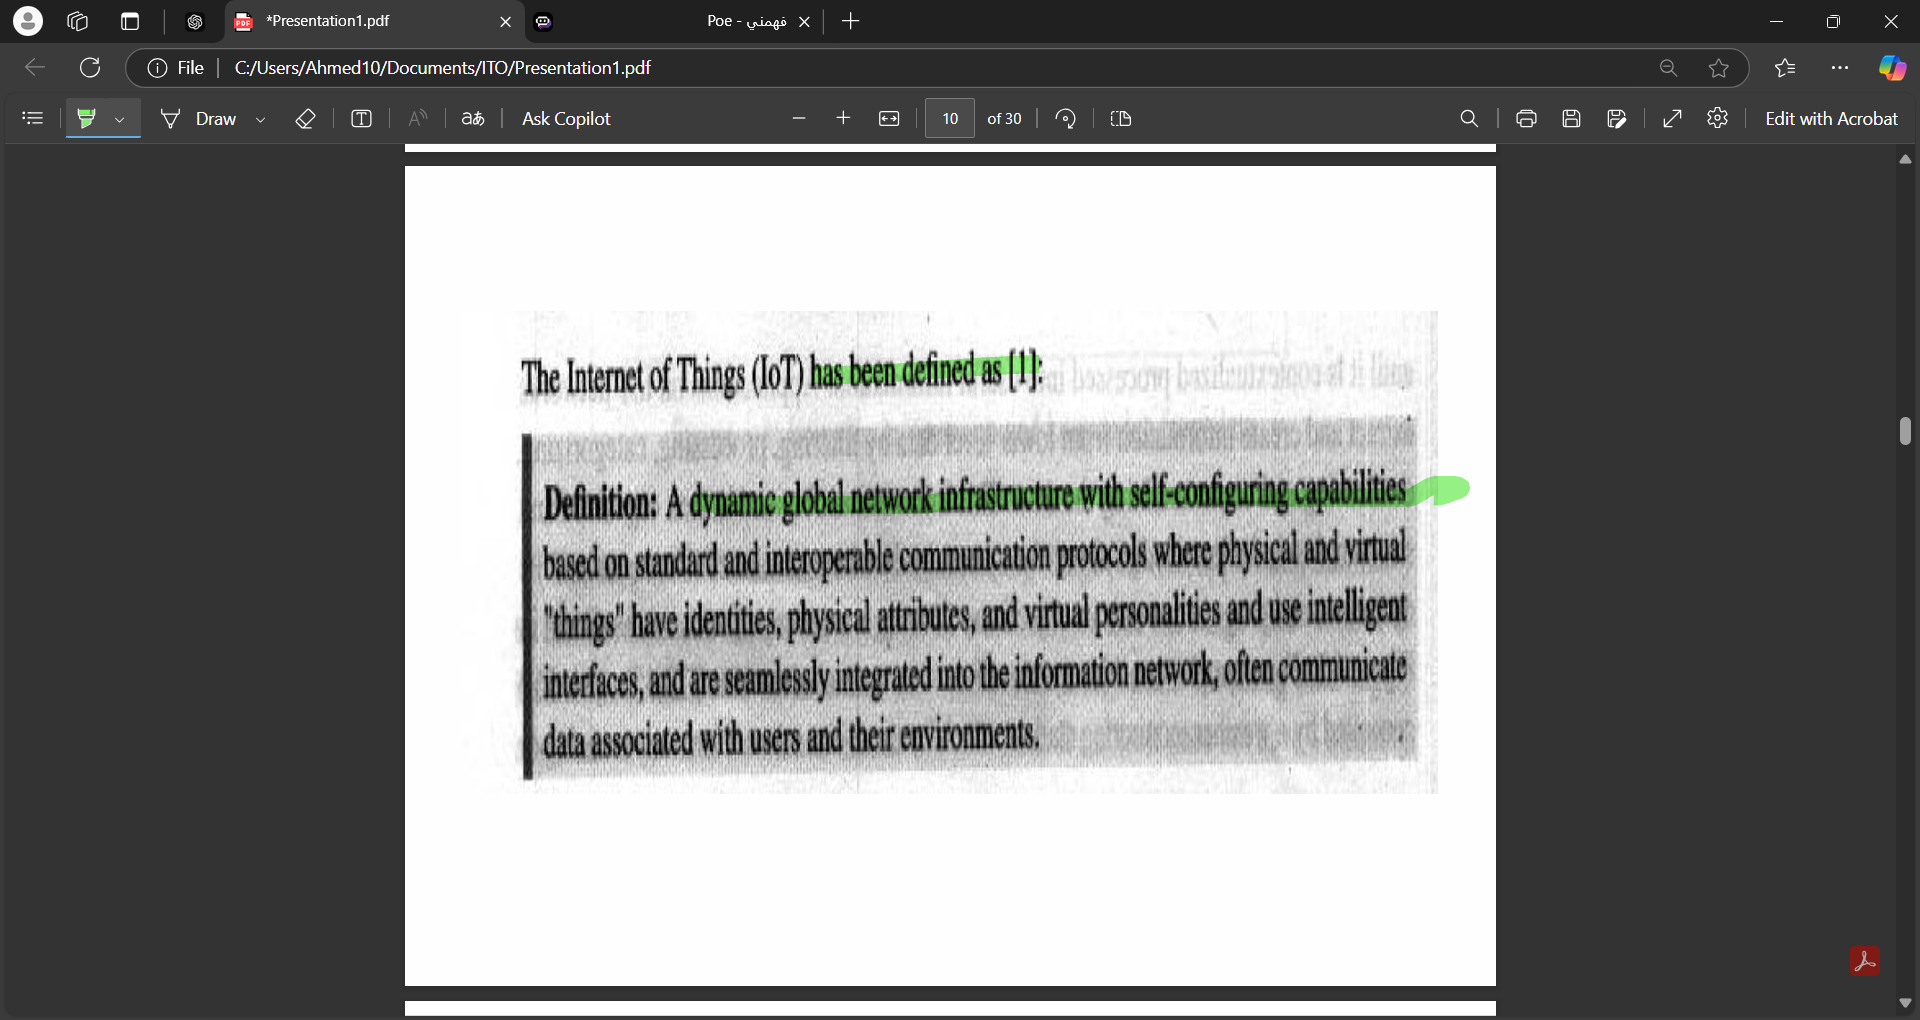 *Presentation1.pdf
Poe - فهمني
File
C:/Users/Ahmed10/Documents/ITO/Presentation1.pdf
Draw
Ask Copilot
10 of 30
Edit with Acrobat
The Internet of Things (IoT) has been defined as [1]:
Definition: A dynamic global network infrastructure with self-configuring capabilities
based on standard and interoperable communication protocols where physical and virtual
"things" have identities, physical attributes, and virtual personalities and use intelligent
interfaces, and are seamlessly integrated into the information network, often communicate
data associated with users and their environments.